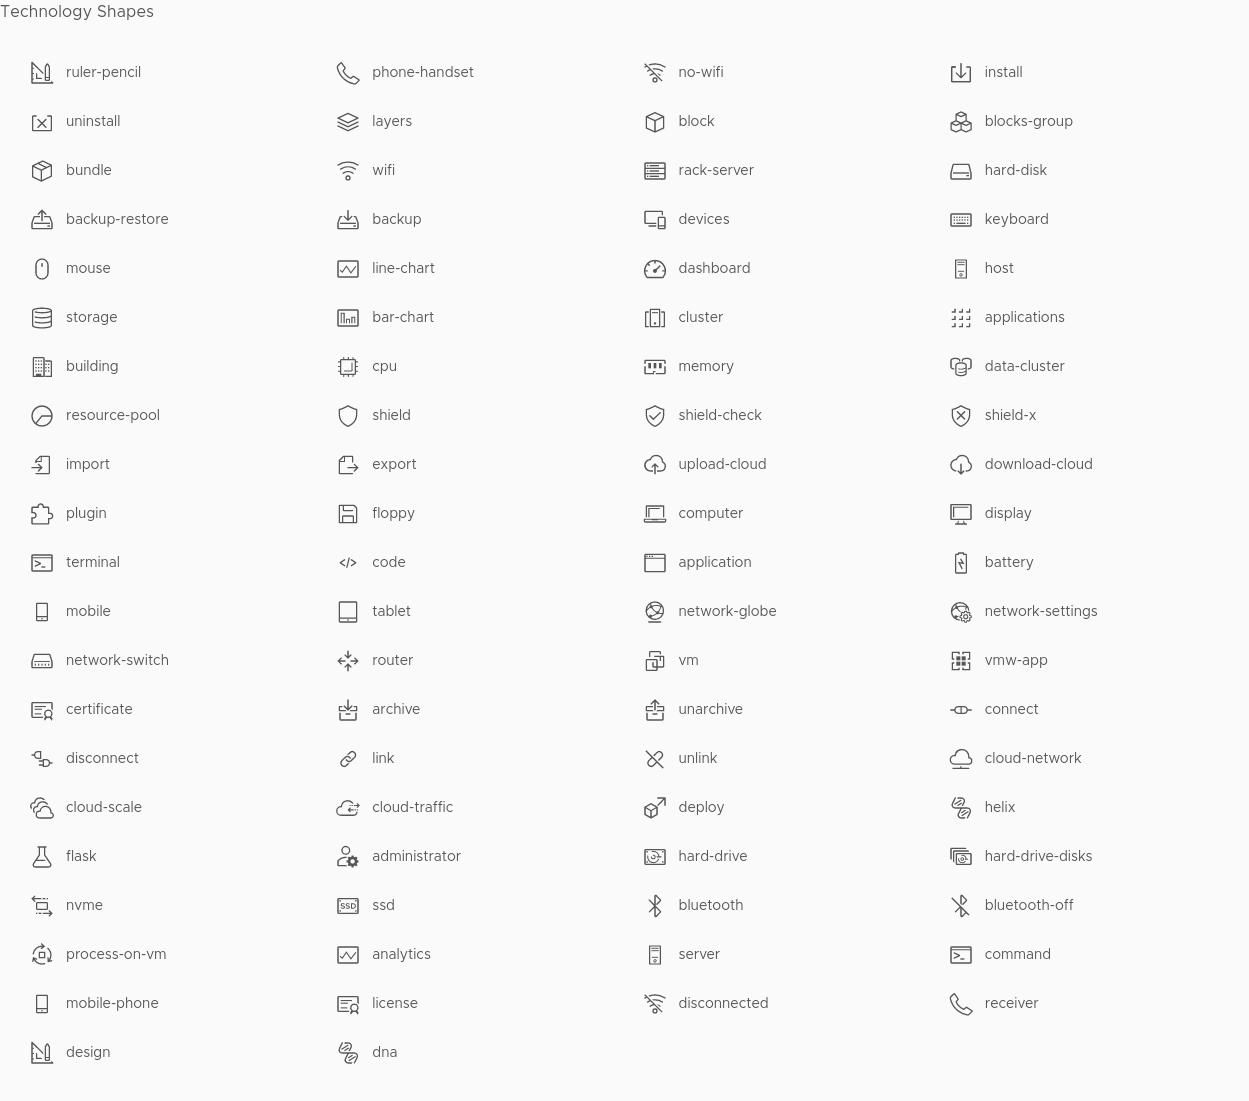 Technology Shapes
ruler-pencil phone-handset no-wifi install
uninstall layers block blocks-group
bundle wifi rack-server hard-disk
backup-restore backup devices keyboard
mouse line-chart dashboard host
storage bar-chart cluster applications
building cpu memory data-cluster
resource-pool shield shield-check shield-x
import export upload-cloud download-cloud
plugin floppy computer display
terminal code application battery
mobile tablet network-globe network-settings
network-switch router vm vmw-app
certificate archive unarchive connect
disconnect link unlink cloud-network
cloud-scale cloud-traffic deploy helix
flask administrator hard-drive hard-drive-disks
nvme SSD ssd bluetooth bluetooth-off
process-on-vm analytics server command
mobile-phone license disconnected receiver
design dna